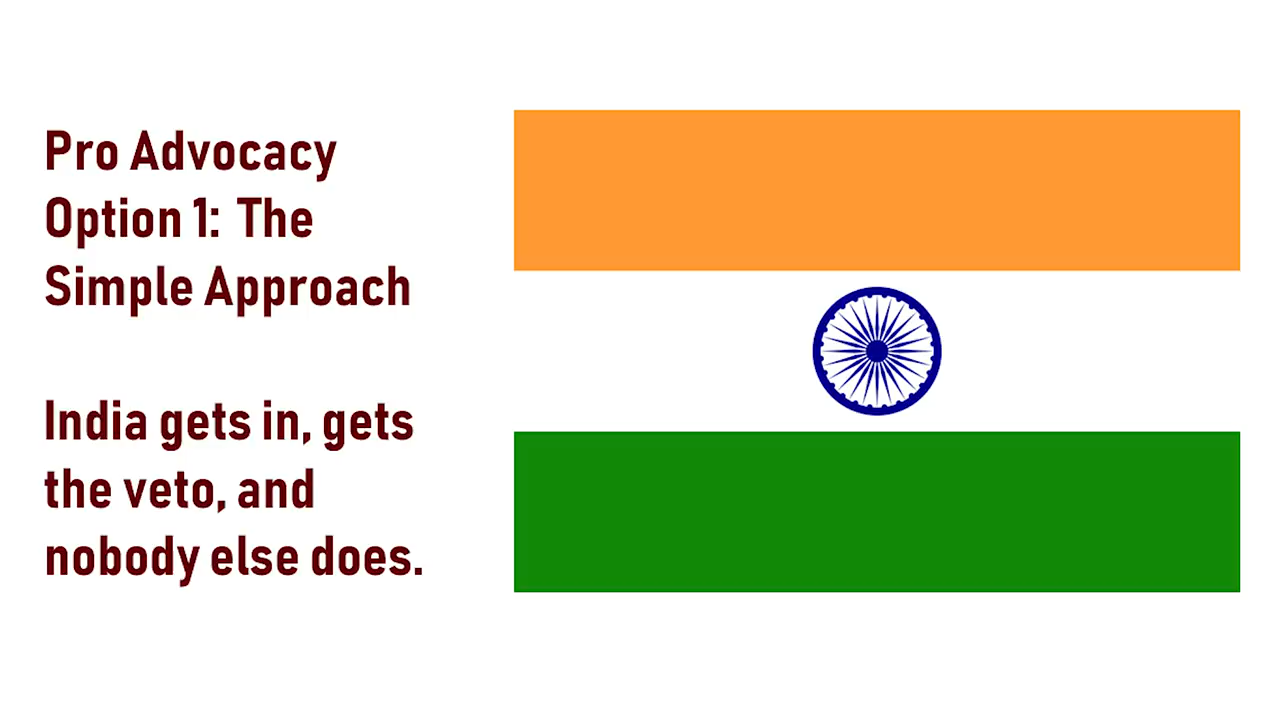 Pro Advocacy
Option 1: The
Simple Approach
India gets in, gets
the veto, and
nobody else does.